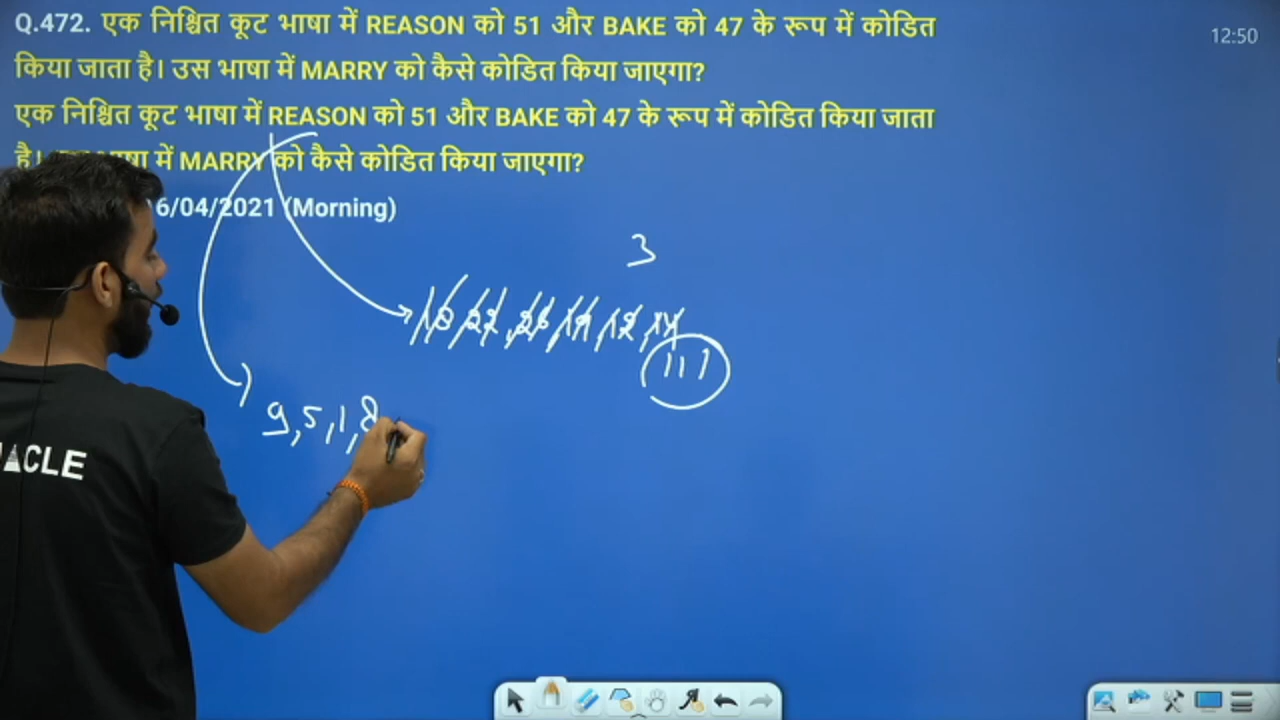 Q.472. एक निश्चित कूट भाषा में REASON को 51 और BAKE को 47 के रूप में कोडित
किया जाता है। उस भाषा में MARRY को कैसे कोडित किया जाएगा?
एक निश्चित कूट भाषा में REASON को 51 और BAKE को 47 के रूप में कोडित किया जाता
है। भाषा में MARRY को कैसे कोडित किया जाएगा?
6/04/2021 (Morning)
12:50
3
111
9,5,1,8
ACLE